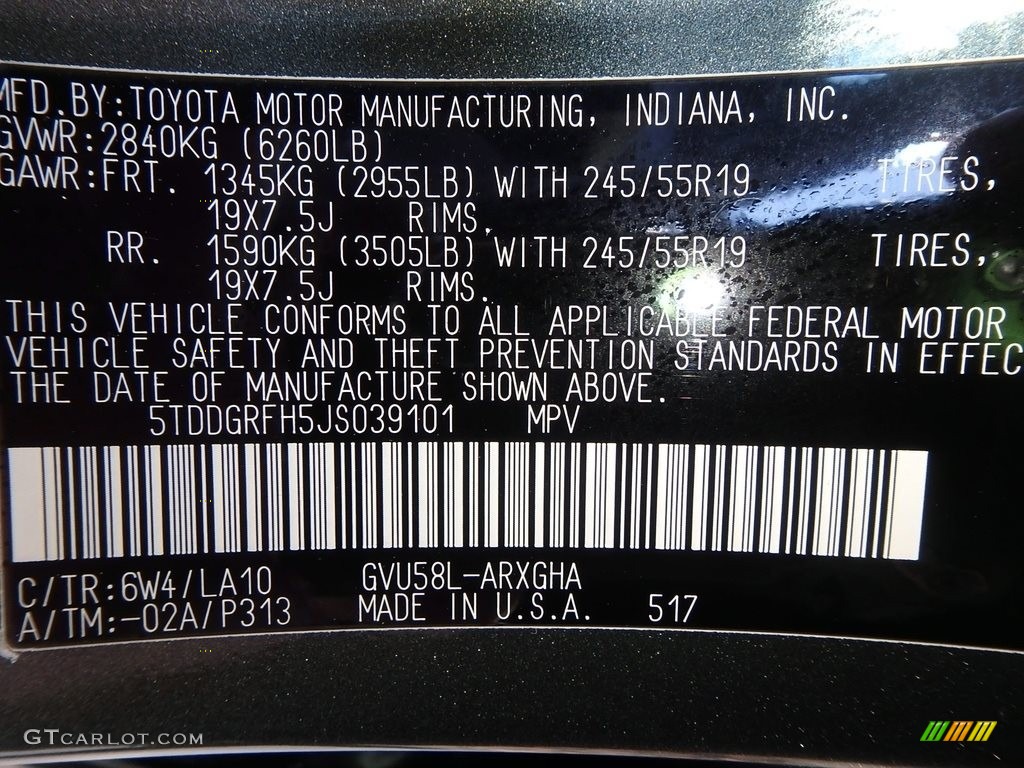 MFD.BY:TOYOTA MOTOR MANUFACTURING, INDIANA, INC.
GVWR:2840KG (6260LB)
GAWR:FRT. 1345KG (2955LB) WITH 245/55R19 TIRES,
19X7.5J RIMS.
RR. 1590KG (3505LB) WITH 245/55R19 TIRES,
19X7.5J RIMS.
THIS VEHICLE CONFORMS TO ALL APPLICABLE FEDERAL MOTOR
VEHICLE SAFETY AND THEFT PREVENTION STANDARDS IN EFFEC
THE DATE OF MANUFACTURE SHOWN ABOVE.
5TDDGRFH5JS039101 MPV
C/TR:6W4/LA10 GVU58L-ARXGHA
A/TM:-02A/P313 MADE IN U.S.A. 517
GTCARLOT.COM